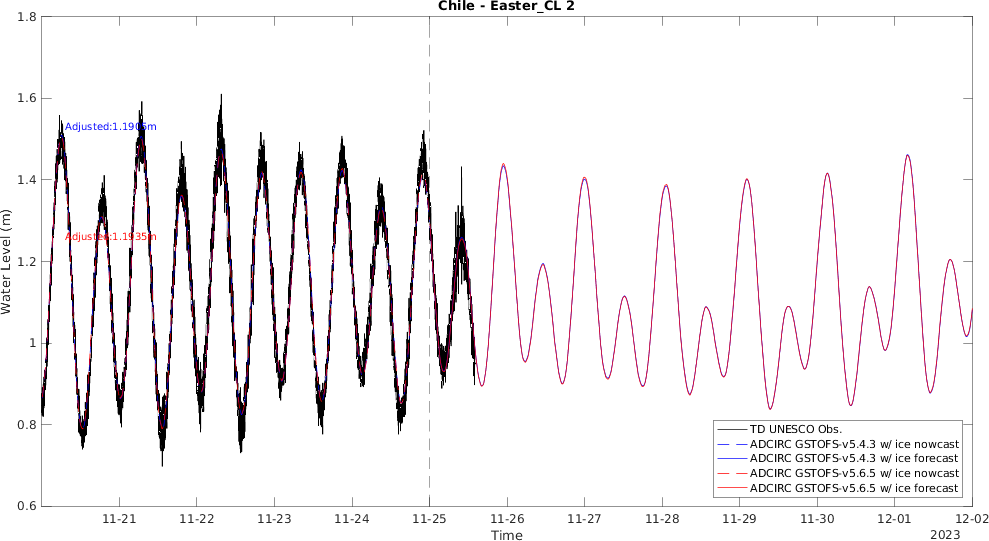 Chile - Easter_CL 2
Water Level (m)
1.8
1.6
1.4
1.2
1
0.8
0.6
Adjusted:1.1906m
Adjusted:1.1935m
TD UNESCO Obs.
ADCIRC GSTOFS-v5.4.3 w/ ice nowcast
ADCIRC GSTOFS-v5.4.3 w/ ice forecast
ADCIRC GSTOFS-v5.6.5 w/ ice nowcast
ADCIRC GSTOFS-v5.6.5 w/ ice forecast
11-21 11-22 11-23 11-24 11-25 11-26 11-27 11-28 11-29 11-30 12-01 12-02
Time
2023